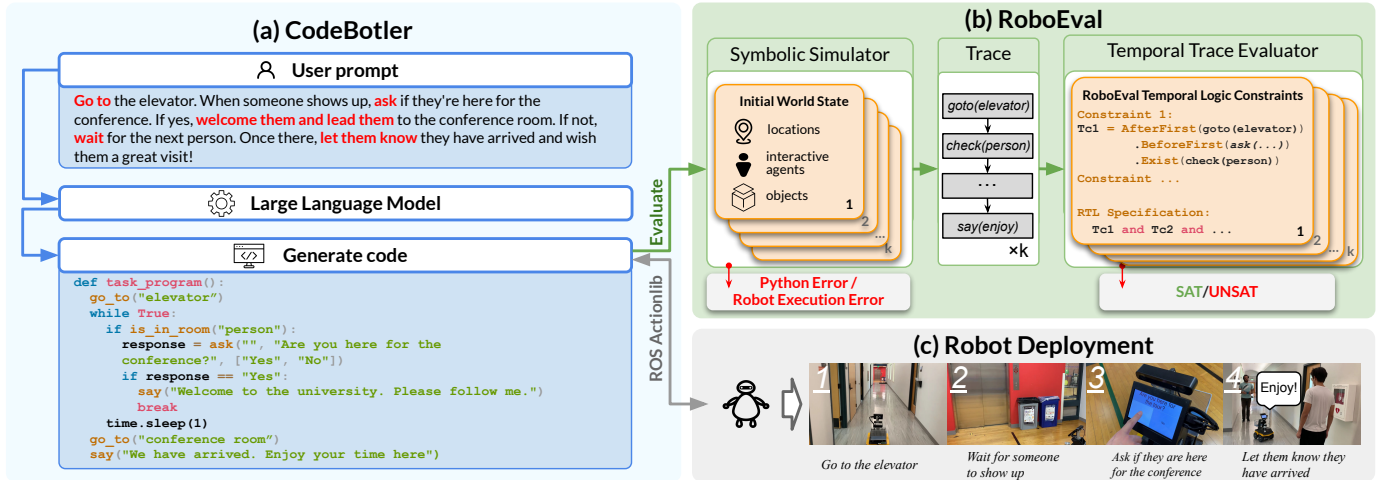 (a) CodeBotler
User prompt
Go to the elevator. When someone shows up, ask if they're here for the
conference. If yes, welcome them and lead them to the conference room. If not,
wait for the next person. Once there, let them know they have arrived and wish
them a great visit!
Large Language Model
Generate code
def task_program():
go_to("elevator”)
while True:
if is_in_room("person"):
response = ask("", "Are you here for the
conference?", ["Yes", "No"])
if response == "Yes":
say("Welcome to the university. Please follow me.")
break
time.sleep(1)
go_to("conference room”)
say("We have arrived. Enjoy your time here")
Evaluate
ROS Actionlib
(b) RoboEval
Symbolic Simulator
Initial World State
locations
interactive
agents
objects
1
2
...
k
Python Error /
Robot Execution Error
Trace
goto(elevator)
check(person)
...
say(enjoy)
×k
Temporal Trace Evaluator
RoboEval Temporal Logic Constraints
Constraint 1:
Tc1 = AfterFirst(goto(elevator))
.BeforeFirst(ask(...))
.Exist(check(person))
Constraint ...
RTL Specification:
Tc1 and Tc2 and ...
1
2
...
k
SAT/UNSAT
(c) Robot Deployment
1
2
3
4
Enjoy!
Go to the elevator
Wait for someone
to show up
Ask if they are here
for the conference
Let them know they
have arrived